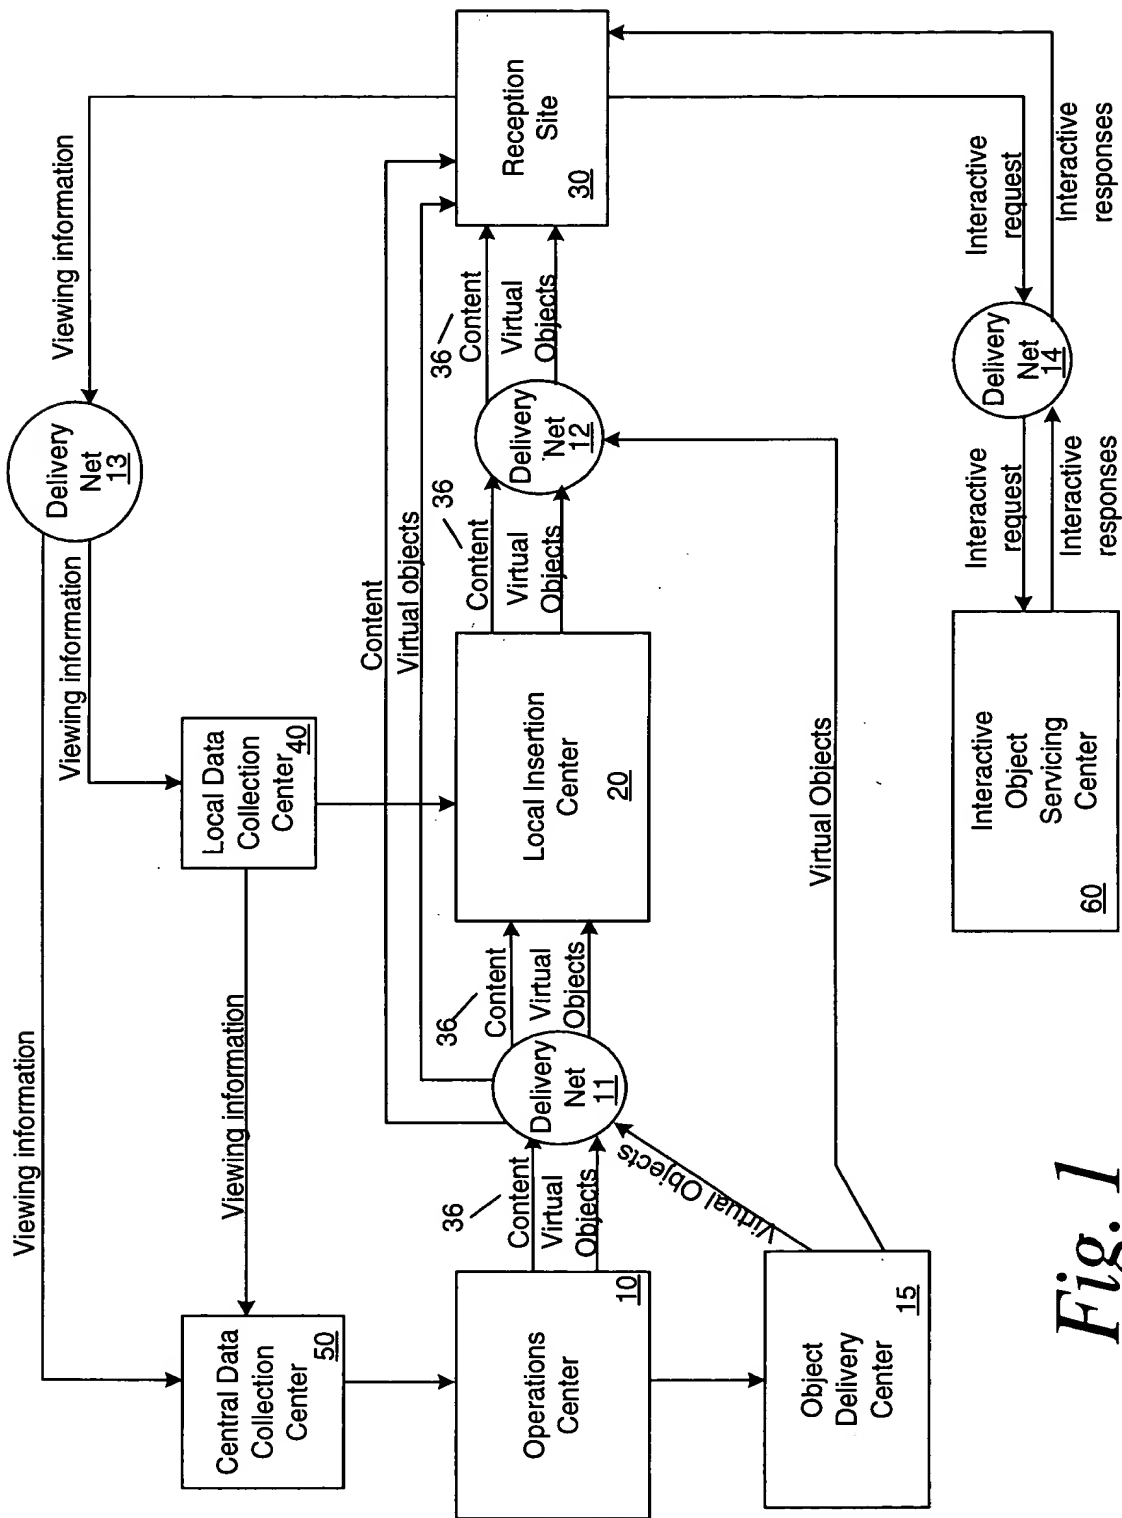 Viewing information
Delivery
Net
13
Viewing information
Viewing information
Central Data
Collection
Center
50
Viewing information
Local Data
Collection
Center
40
Content
Virtual objects
Operations
Center
10
36
Content
Virtual
Objects
Delivery
Net
11
36
Content
Virtual
Objects
Local Insertion
Center
20
36
Content
Virtual
Objects
Delivery
Net
12
36
Content
Virtual
Objects
Reception
Site
30
Object
Delivery
Center
15
Virtual Objects
Virtual Objects
Interactive
Object
Servicing
Center
60
Interactive
request
Interactive
responses
Delivery
Net
14
Interactive
request
Interactive
responses
Fig. 1